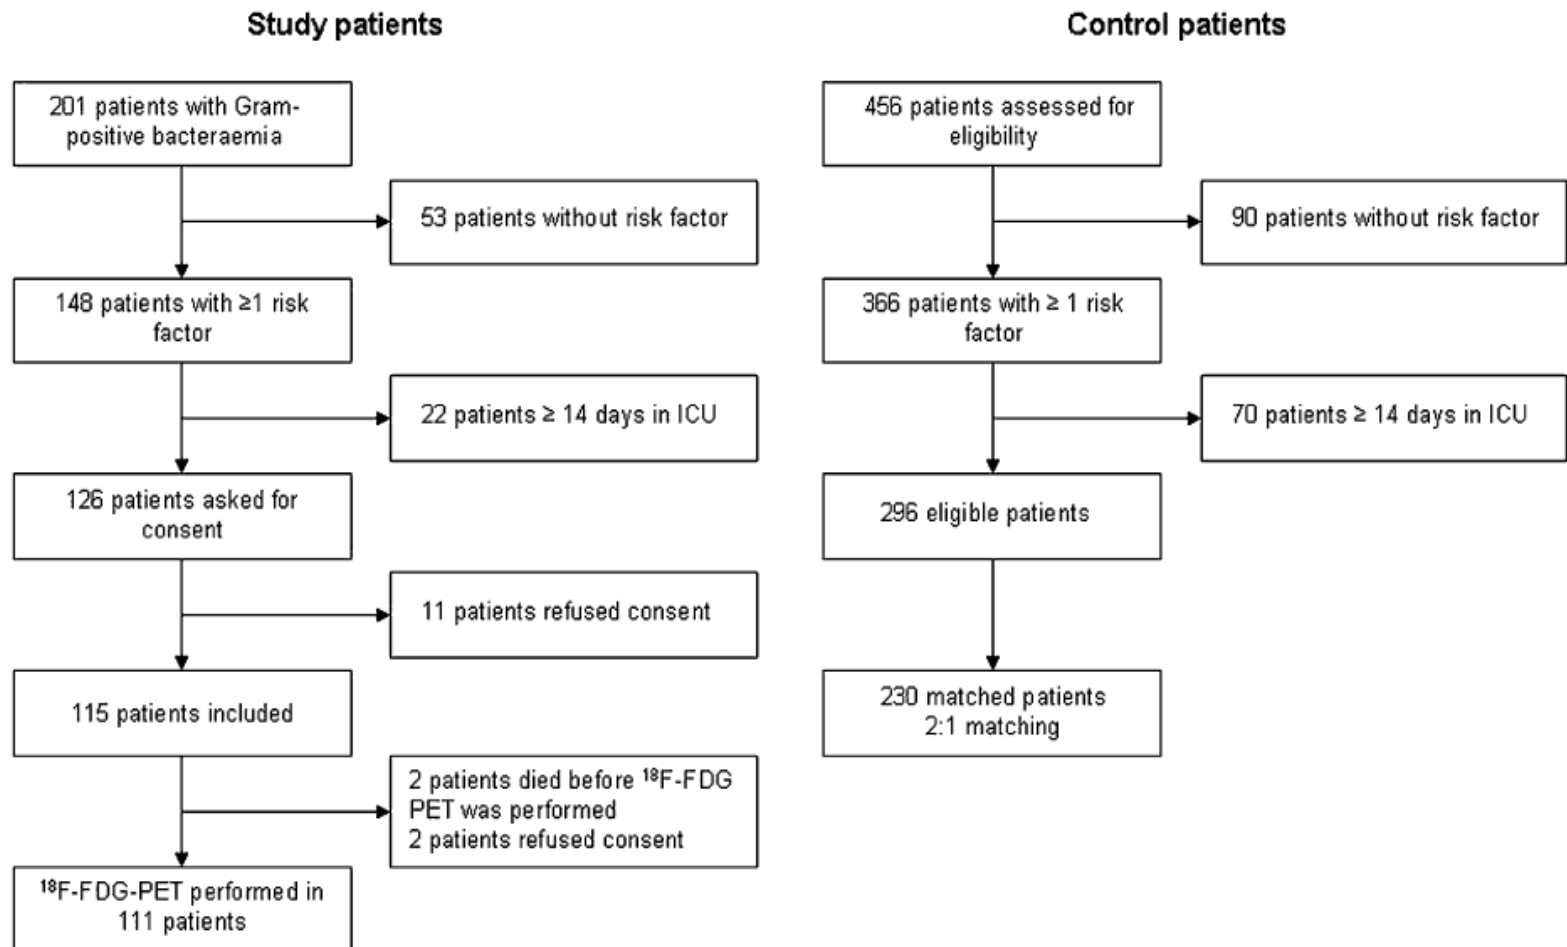 Study patients
201 patients with Gram-
positive bacteraemia
53 patients without risk factor
148 patients with ≥1 risk
factor
22 patients ≥ 14 days in ICU
126 patients asked for
consent
11 patients refused consent
115 patients included
2 patients died before ¹⁸F-FDG
PET was performed
2 patients refused consent
¹⁸F-FDG-PET performed in
111 patients
Control patients
456 patients assessed for
eligibility
90 patients without risk factor
366 patients with ≥ 1 risk
factor
70 patients ≥ 14 days in ICU
296 eligible patients
230 matched patients
2:1 matching